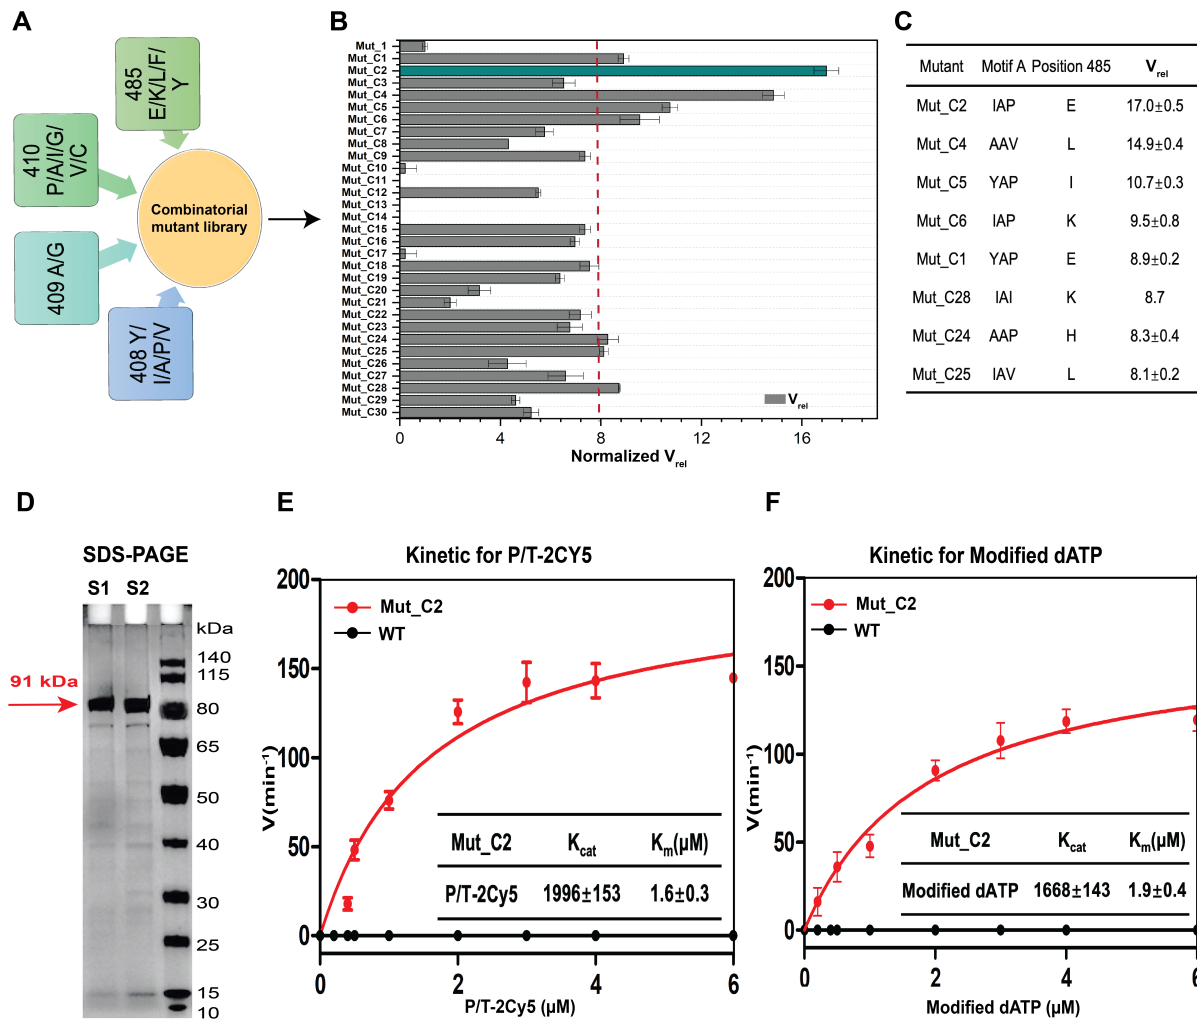 A
485
E/K/L/F/
Y
410
P/A/I/G/
V/C
409 A/G
408 Y/
I/A/P/V
Combinatorial
mutant library
B
Mut_1
Mut_C1
Mut_C2
Mut_C3
Mut_C4
Mut_C5
Mut_C6
Mut_C7
Mut_C8
Mut_C9
Mut_C10
Mut_C11
Mut_C12
Mut_C13
Mut_C14
Mut_C15
Mut_C16
Mut_C17
Mut_C18
Mut_C19
Mut_C20
Mut_C21
Mut_C22
Mut_C23
Mut_C24
Mut_C25
Mut_C26
Mut_C27
Mut_C28
Mut_C29
Mut_C30
Vrel
0 4 8 12 16
Normalized Vrel
C
Mutant Motif A Position 485 Vrel
Mut_C2 IAP E 17.0±0.5
Mut_C4 AAV L 14.9±0.4
Mut_C5 YAP I 10.7±0.3
Mut_C6 IAP K 9.5±0.8
Mut_C1 YAP E 8.9±0.2
Mut_C28 IAI K 8.7
Mut_C24 AAP H 8.3±0.4
Mut_C25 IAV L 8.1±0.2
D
SDS-PAGE
S1 S2
kDa
140
115
91 kDa
80
65
50
40
30
25
15
10
E
Kinetic for P/T-2CY5
200
150
100
50
0
V(min⁻¹)
Mut_C2
WT
Mut_C2 Kcat Km(μM)
P/T-2Cy5 1996±153 1.6±0.3
0 2 4 6
P/T-2Cy5 (μM)
F
Kinetic for Modified dATP
200
150
100
50
0
V(min⁻¹)
Mut_C2
WT
Mut_C2 Kcat Km(μM)
Modified dATP 1668±143 1.9±0.4
0 2 4 6
Modified dATP (μM)